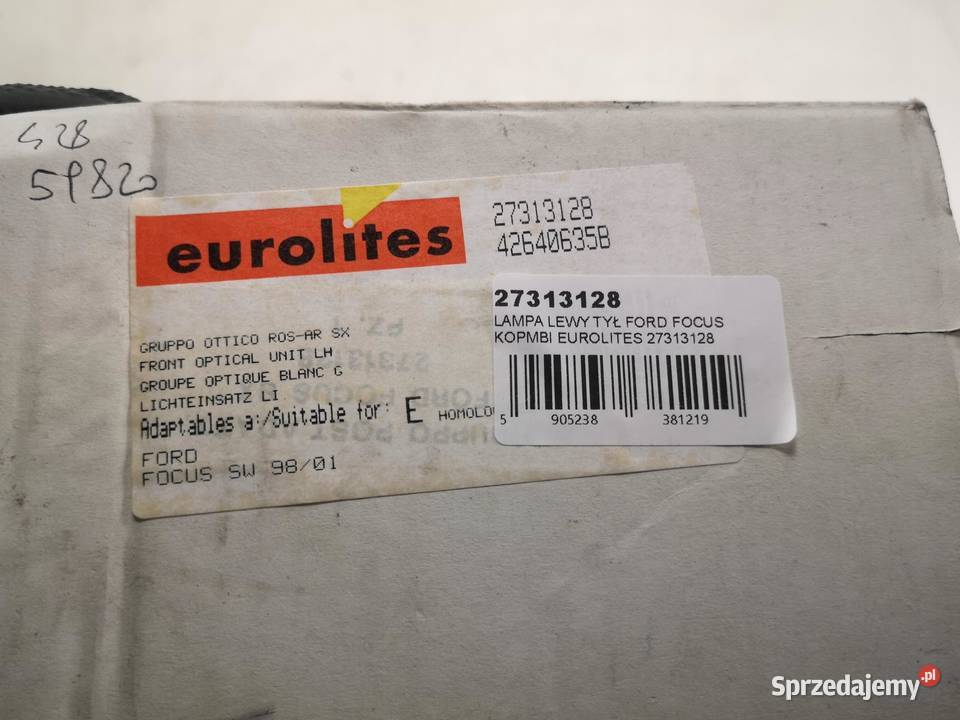 428
59820
eurolites
27313128
42640635B
GRUPPO OTTICO ROS-AR SX
FRONT OPTICAL UNIT LH
GROUPE OPTIQUE BLANC G
LICHTEINSATZ LI
Adaptables a:/Suitable for: E HOMOLO
FORD
FOCUS SW 98/01
27313128
LAMPA LEWY TYŁ FORD FOCUS
KOPMBI EUROLITES 27313128
5 905238 381219
Sprzedajemy.pl